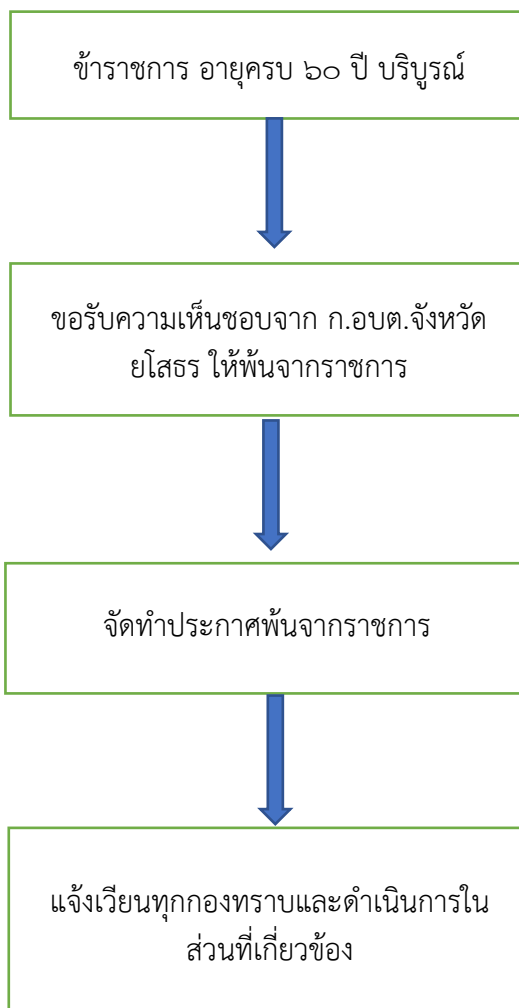 ข้าราชการ อายุครบ ๖๐ ปี บริบูรณ์
ขอรับความเห็นชอบจาก ก.อบต.จังหวัด
ยโสธร ให้พ้นจากราชการ
จัดทำประกาศพ้นจากราชการ
แจ้งเวียนทุกกองทราบและดำเนินการใน
ส่วนที่เกี่ยวข้อง